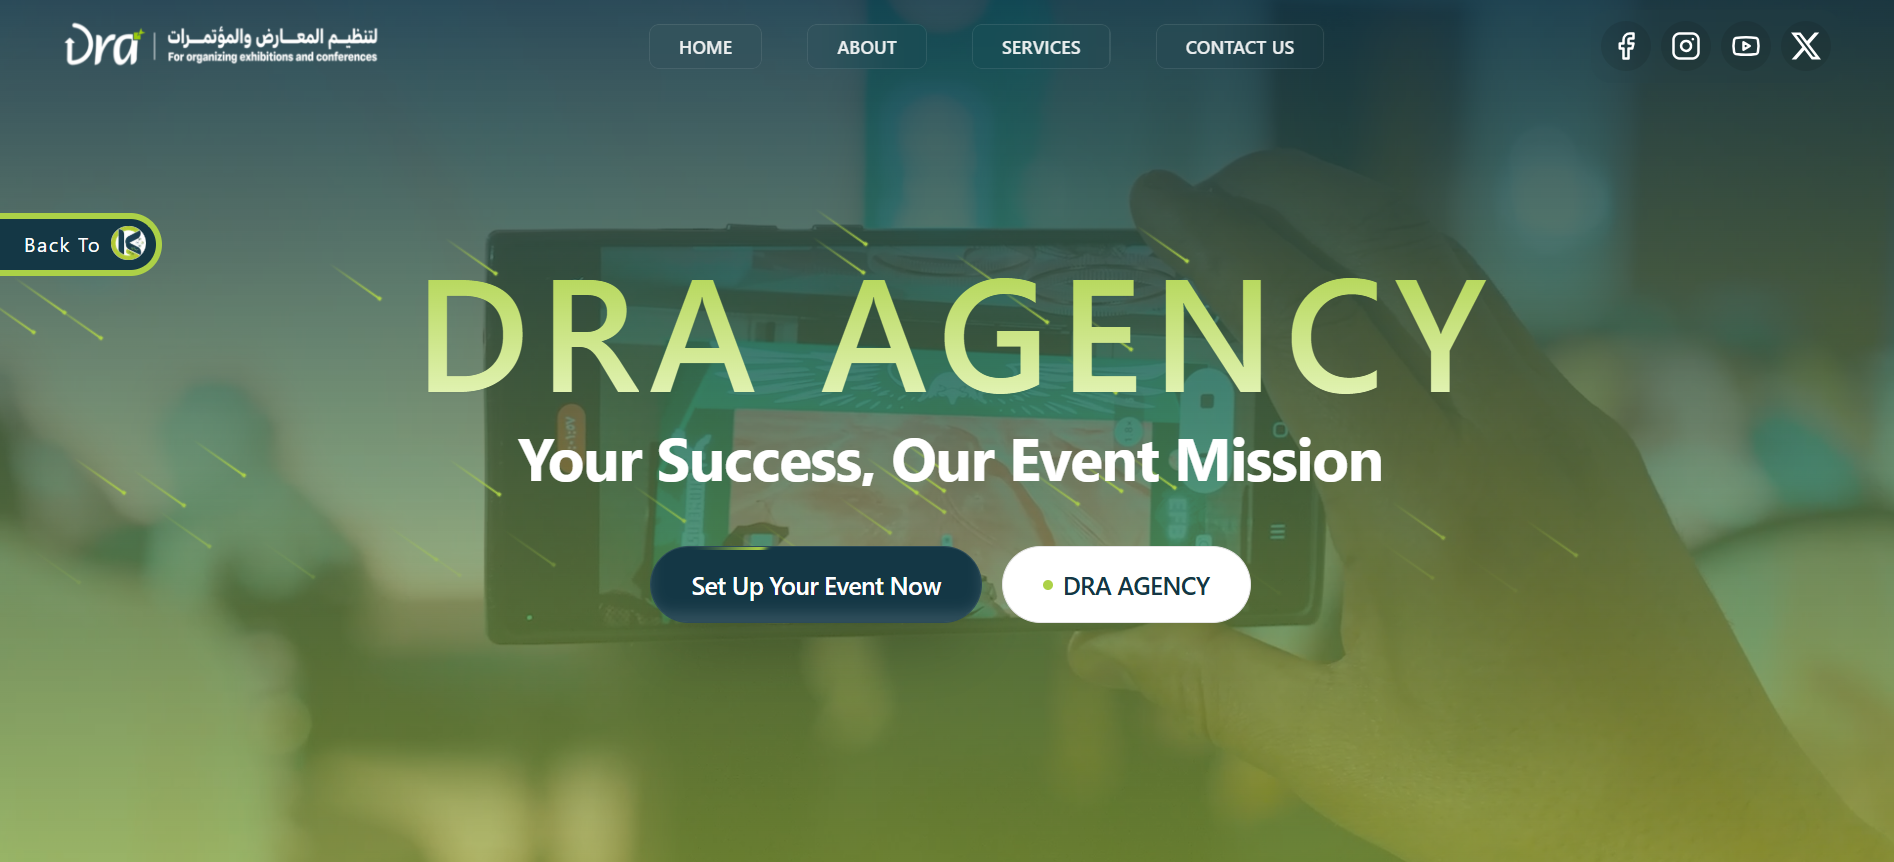 Dra
لتنظيم المعارض والمؤتمرات
For organizing exhibitions and conferences
HOME
ABOUT
SERVICES
CONTACT US
Back To
DRA AGENCY
Your Success, Our Event Mission
Set Up Your Event Now
DRA AGENCY